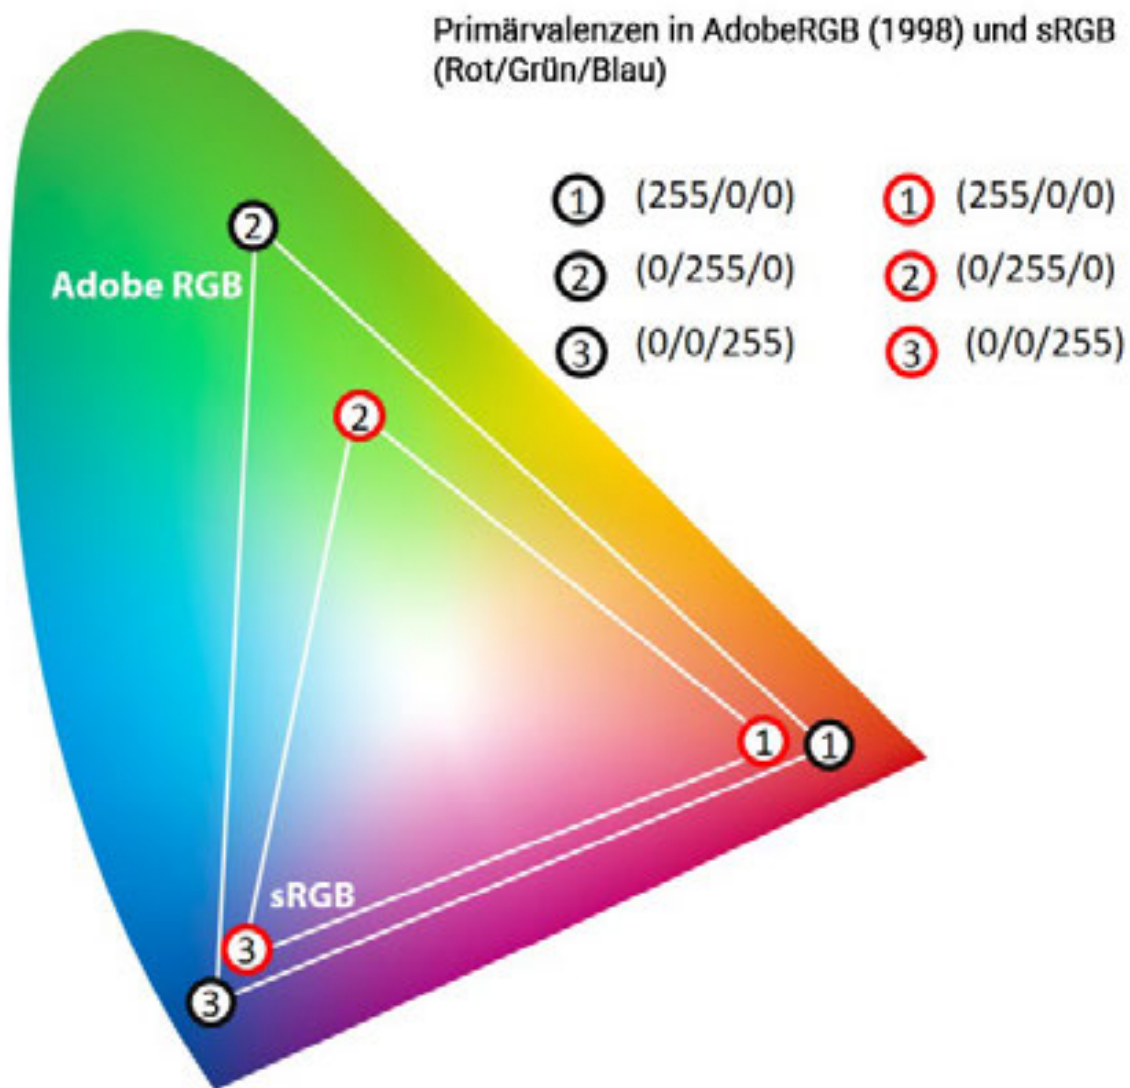 Primärvalenzen in AdobeRGB (1998) und sRGB
(Rot/Grün/Blau)
1 (255/0/0) 1 (255/0/0)
2 (0/255/0) 2 (0/255/0)
3 (0/0/255) 3 (0/0/255)
2
Adobe RGB
2
1 1
sRGB
3
3